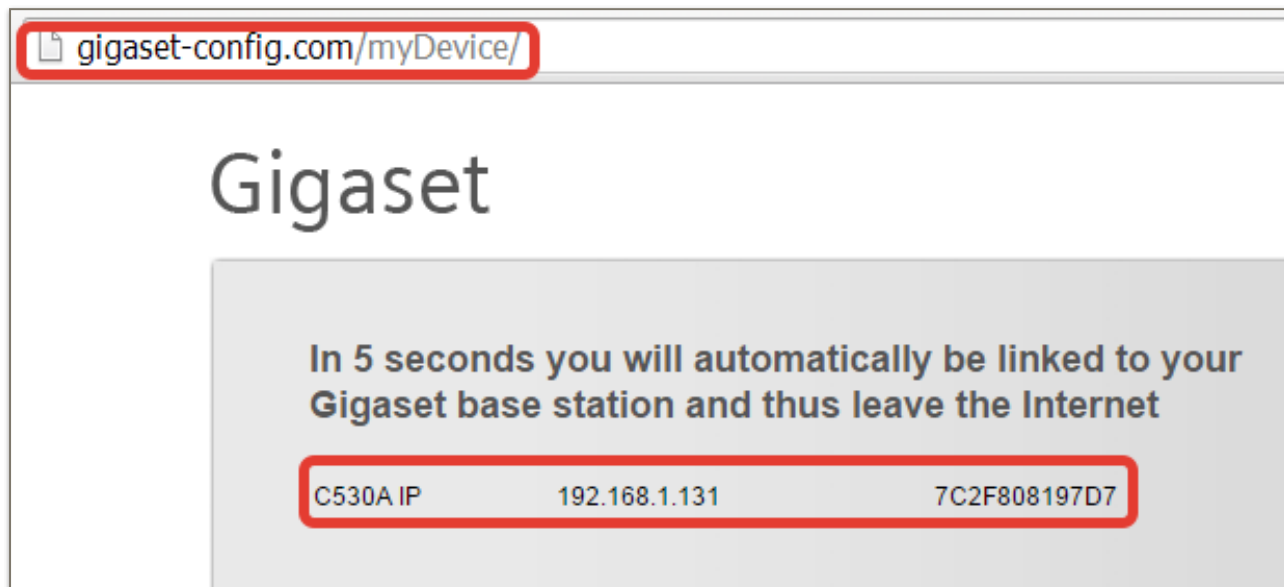 gigaset-config.com/myDevice/
Gigaset
In 5 seconds you will automatically be linked to your
Gigaset base station and thus leave the Internet
C530A IP 192.168.1.131 7C2F808197D7